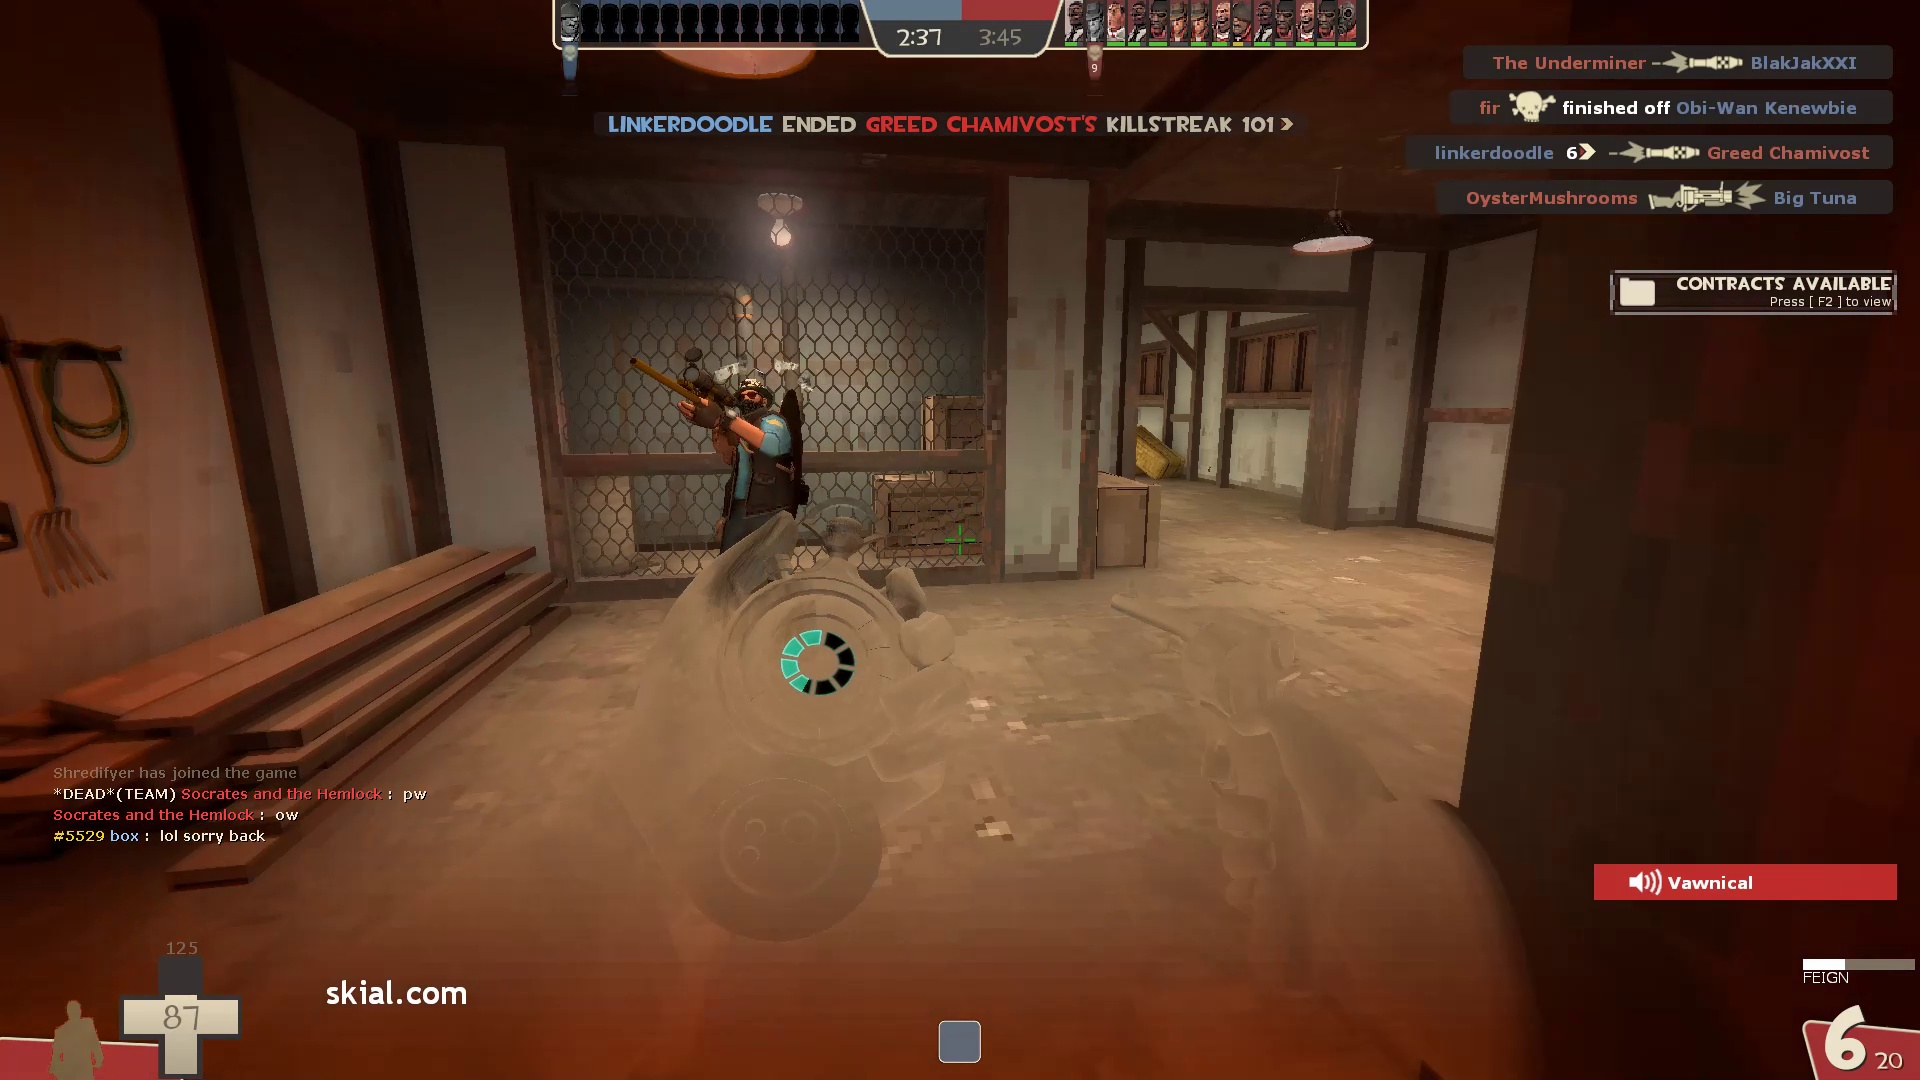 2:37 3:45
9
The Underminer BlakJakXXI
fir finished off Obi-Wan Kenewbie
LINKERDOODLE ENDED GREED CHAMIVOST'S KILLSTREAK 101
linkerdoodle 6 Greed Chamivost
OysterMushrooms Big Tuna
CONTRACTS AVAILABLE
Press [ F2 ] to view
Shredifyer has joined the game
*DEAD*(TEAM) Socrates and the Hemlock : pw
Socrates and the Hemlock : ow
#5529 box : lol sorry back
Vawnical
125
87
skial.com
FEIGN
6 20